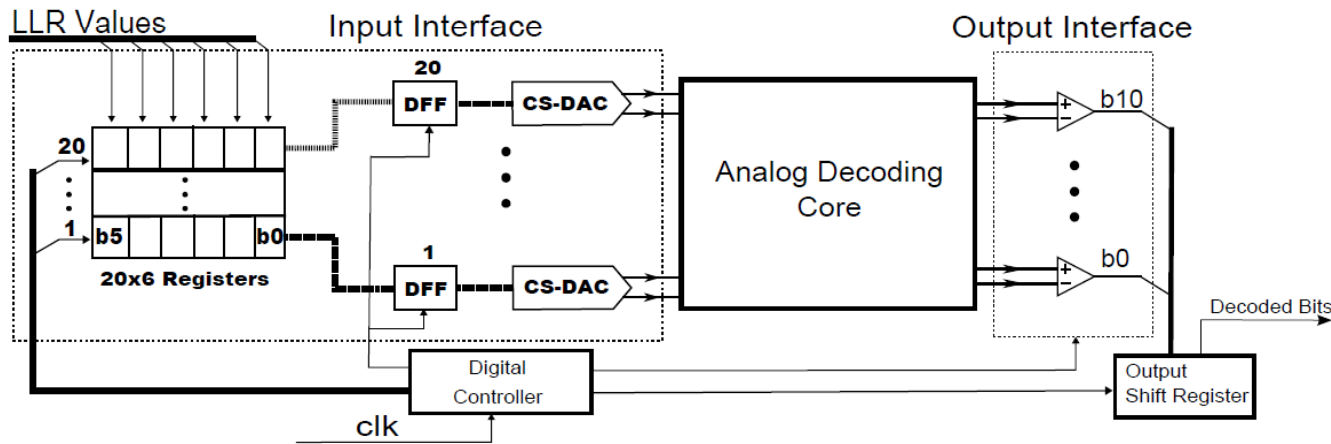 LLR Values
Input Interface
Output Interface
20
DFF
CS-DAC
b10
20
1
b5
b0
20x6 Registers
Analog Decoding
Core
1
DFF
CS-DAC
b0
Decoded Bits
Digital
Controller
Output
Shift Register
clk
+
−
+
−